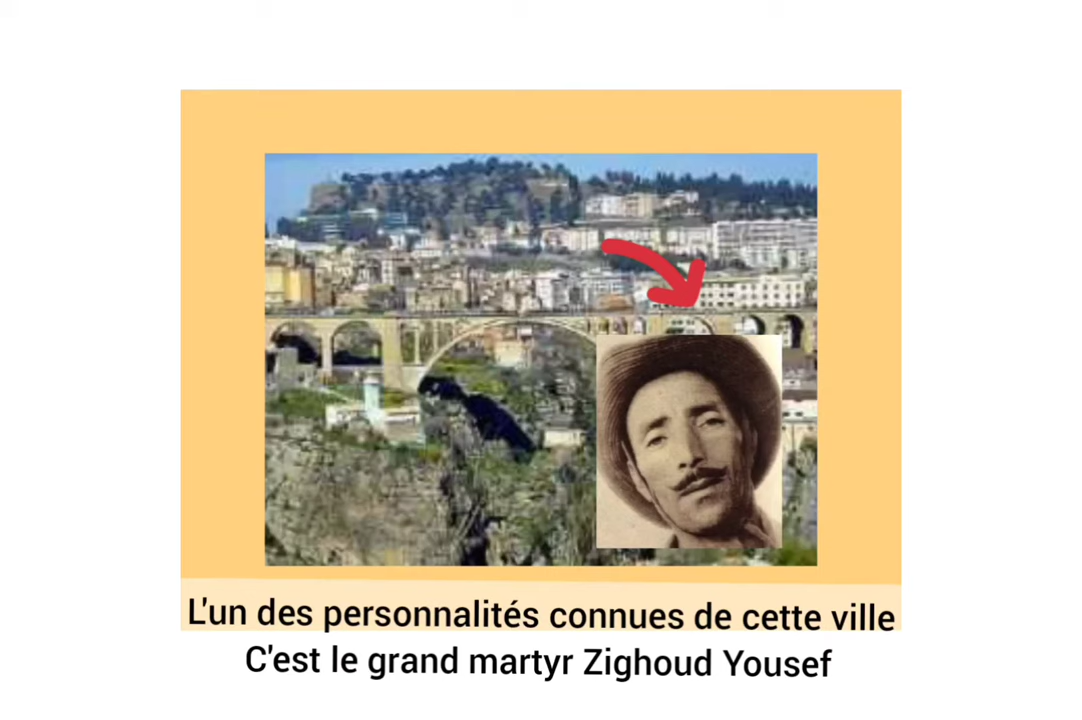 L'un des personnalités connues de cette ville
C'est le grand martyr Zighoud Yousef